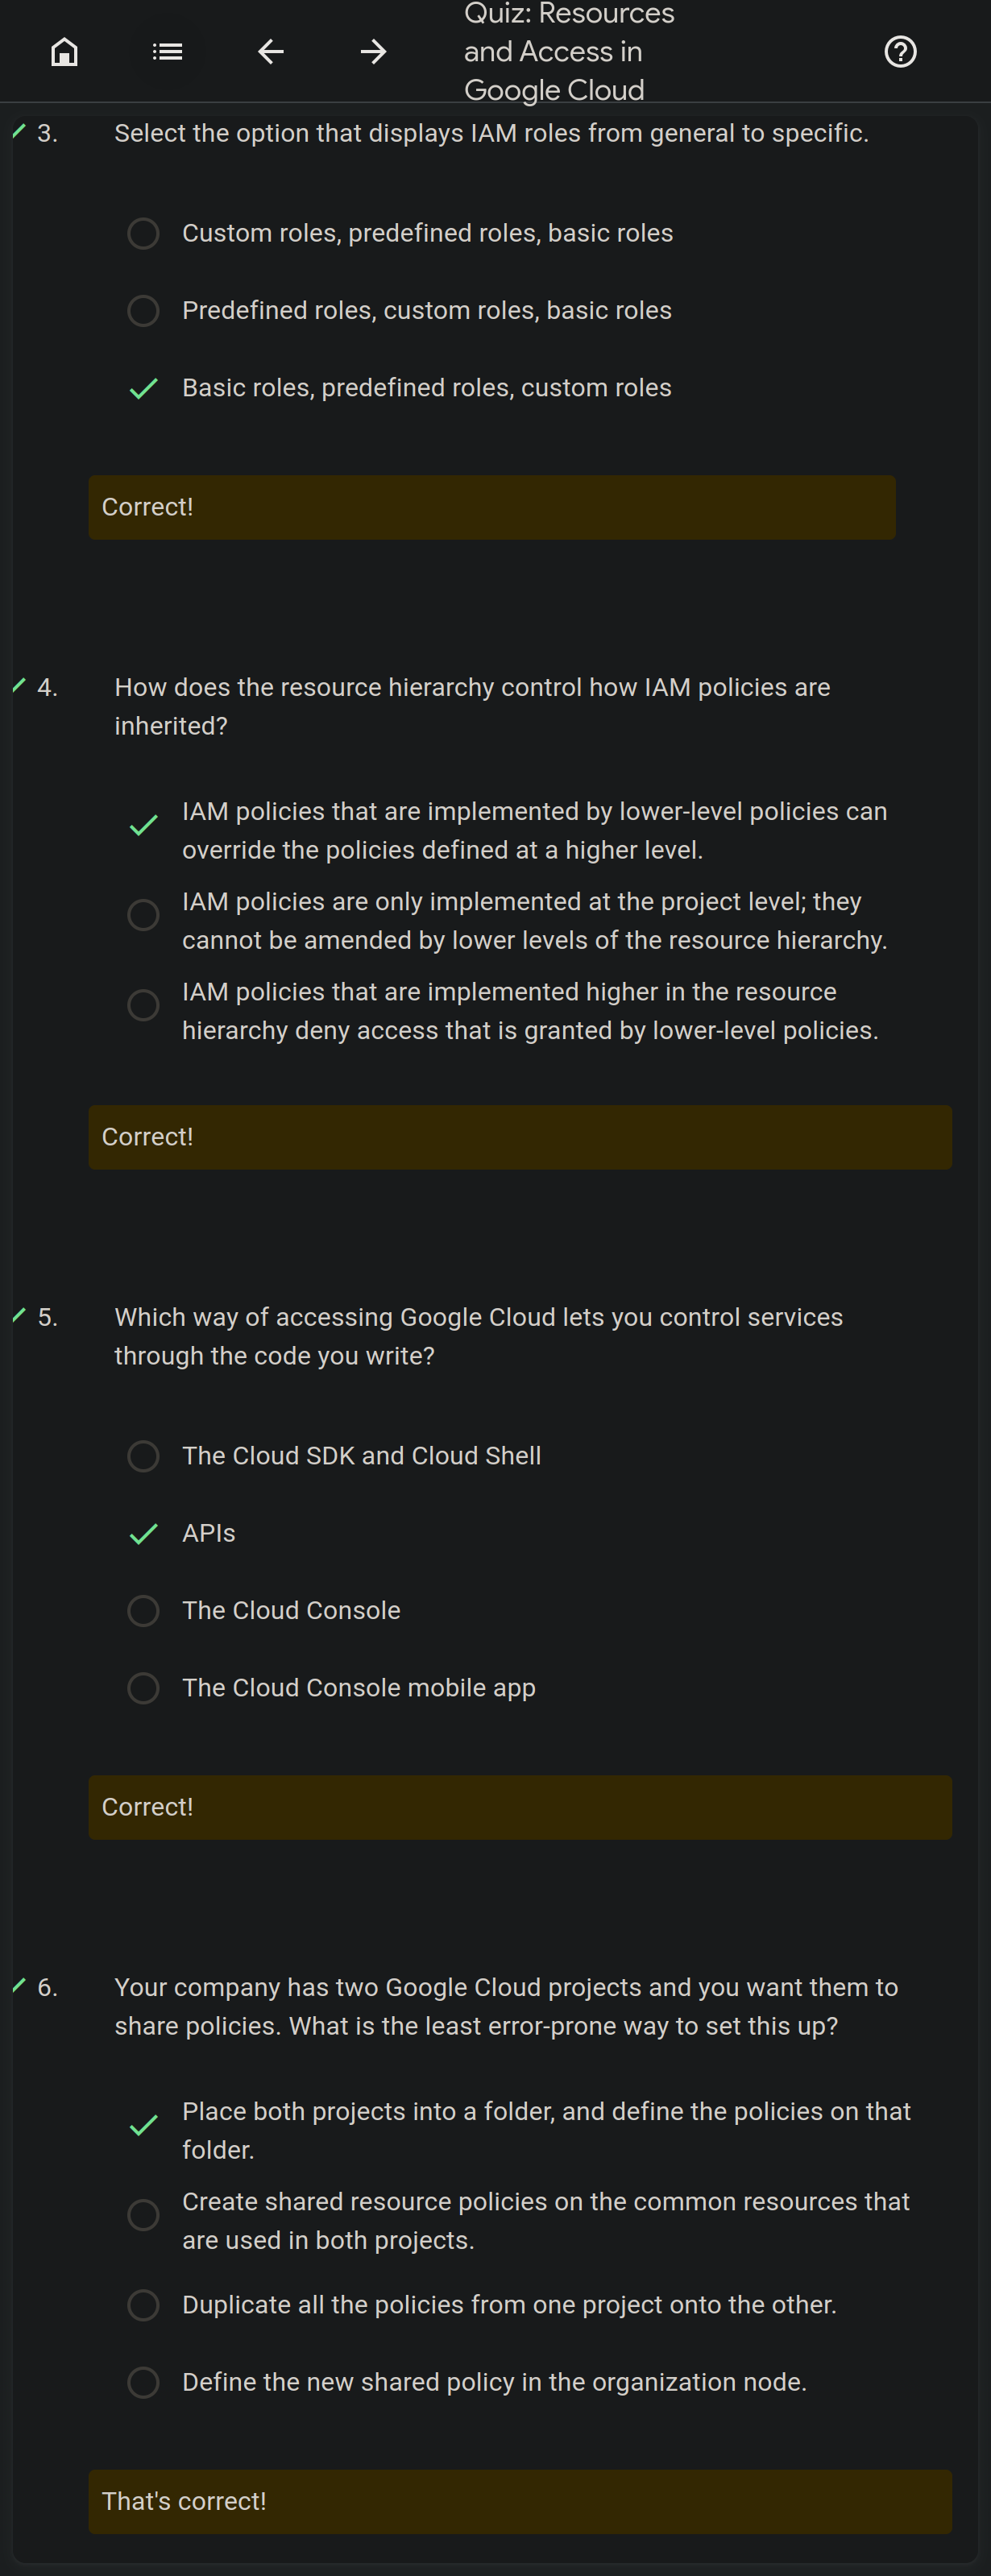 Quiz: Resources
and Access in
Google Cloud
3. Select the option that displays IAM roles from general to specific.
Custom roles, predefined roles, basic roles
Predefined roles, custom roles, basic roles
Basic roles, predefined roles, custom roles
Correct!
4. How does the resource hierarchy control how IAM policies are
inherited?
IAM policies that are implemented by lower-level policies can
override the policies defined at a higher level.
IAM policies are only implemented at the project level; they
cannot be amended by lower levels of the resource hierarchy.
IAM policies that are implemented higher in the resource
hierarchy deny access that is granted by lower-level policies.
Correct!
5. Which way of accessing Google Cloud lets you control services
through the code you write?
The Cloud SDK and Cloud Shell
APIs
The Cloud Console
The Cloud Console mobile app
Correct!
6. Your company has two Google Cloud projects and you want them to
share policies. What is the least error-prone way to set this up?
Place both projects into a folder, and define the policies on that
folder.
Create shared resource policies on the common resources that
are used in both projects.
Duplicate all the policies from one project onto the other.
Define the new shared policy in the organization node.
That's correct!